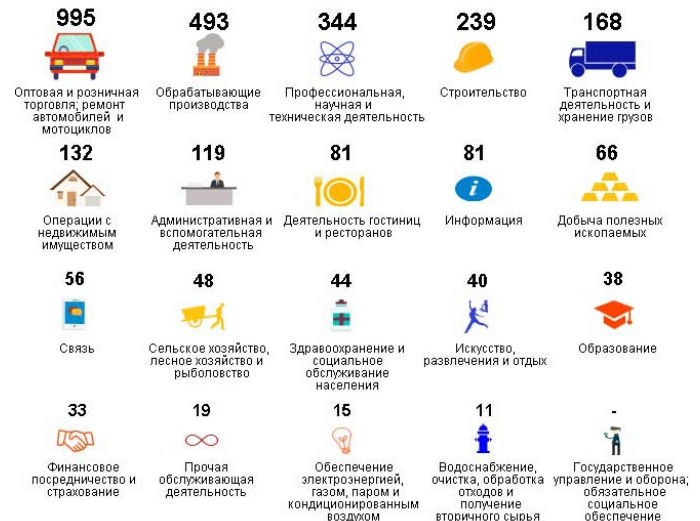 995
Оптовая и розничная
торговля; ремонт
автомобилей и
мотоциклов
493
Обрабатывающие
производства
344
Профессиональная,
научная и
техническая деятельность
239
Строительство
168
Транспортная
деятельность и
хранение грузов
132
Операции с
недвижимым
имуществом
119
Административная и
вспомогательная
деятельность
81
Деятельность гостиниц
и ресторанов
81
Информация
66
Добыча полезных
ископаемых
56
Связь
48
Сельское хозяйство,
лесное хозяйство и
рыболовство
44
Здравоохранение и
социальное
обслуживание
населения
40
Искусство,
развлечения и отдых
38
Образование
33
Финансовое
посредничество и
страхование
19
Прочая
обслуживающая
деятельность
15
Обеспечение
электроэнергией,
газом, паром и
кондиционированным
воздухом
11
Водоснабжение,
очистка, обработка
отходов и
получение
вторичного сырья
-
Государственное
управление и оборона;
обязательное
социальное
обеспечение